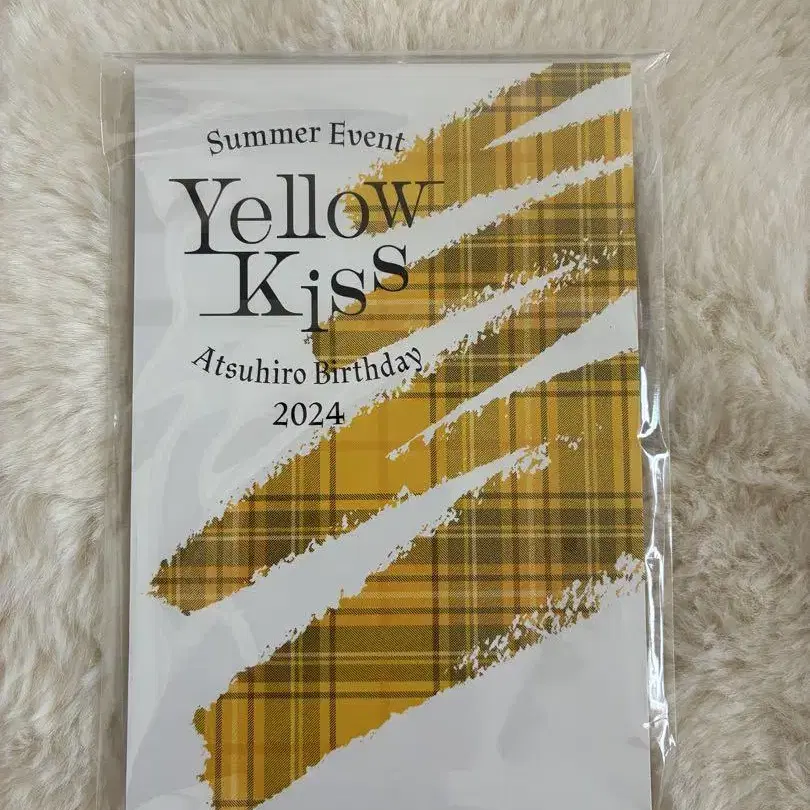 Summer Event
Yellow
Kiss
Atsuhiro Birthday
2024